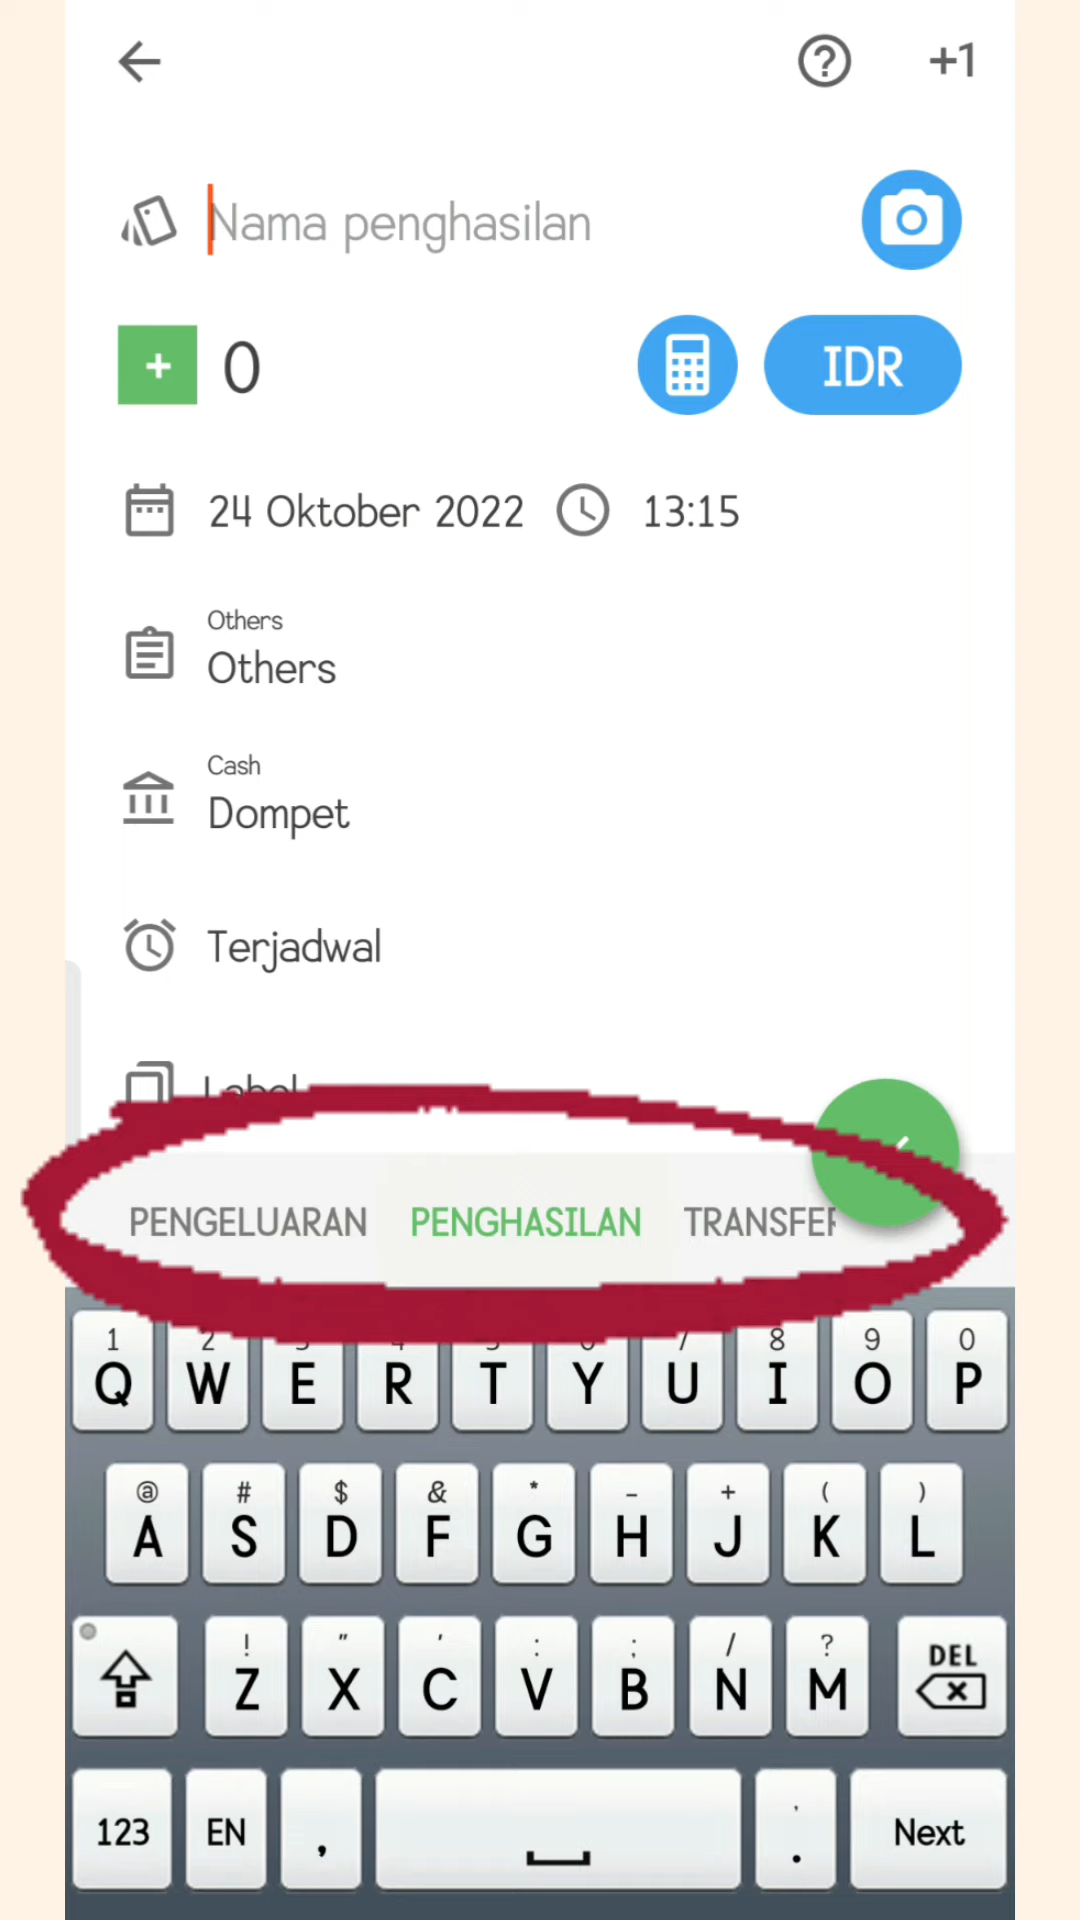 +1
Nama penghasilan
+ 0 IDR
24 Oktober 2022 13:15
Others
Others
Cash
Dompet
Terjadwal
Label
PENGELUARAN PENGHASILAN TRANSFER
1 2 3 4 5 6 7 8 9 0
Q W E R T Y U I O P
@ # $ & * - + ( )
A S D F G H J K L
! " ' : ; / ?
Z X C V B N M DEL
123 EN , . Next